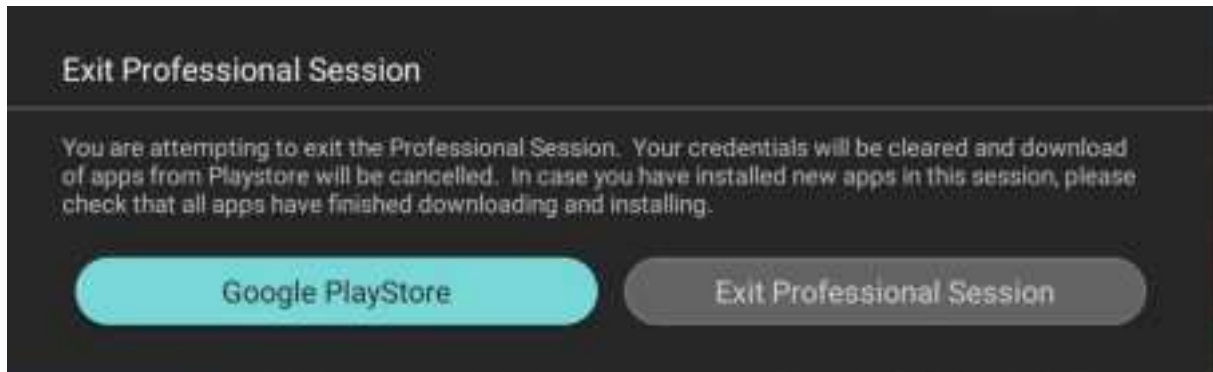 Exit Professional Session
You are attempting to exit the Professional Session.  Your credentials will be cleared and download
of apps from Playstore will be cancelled.  In case you have installed new apps in this session, please
check that all apps have finished downloading and installing.
Google PlayStore
Exit Professional Session